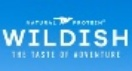 NATURAL PROTEIN
WILDISH
THE TASTE OF ADVENTURE